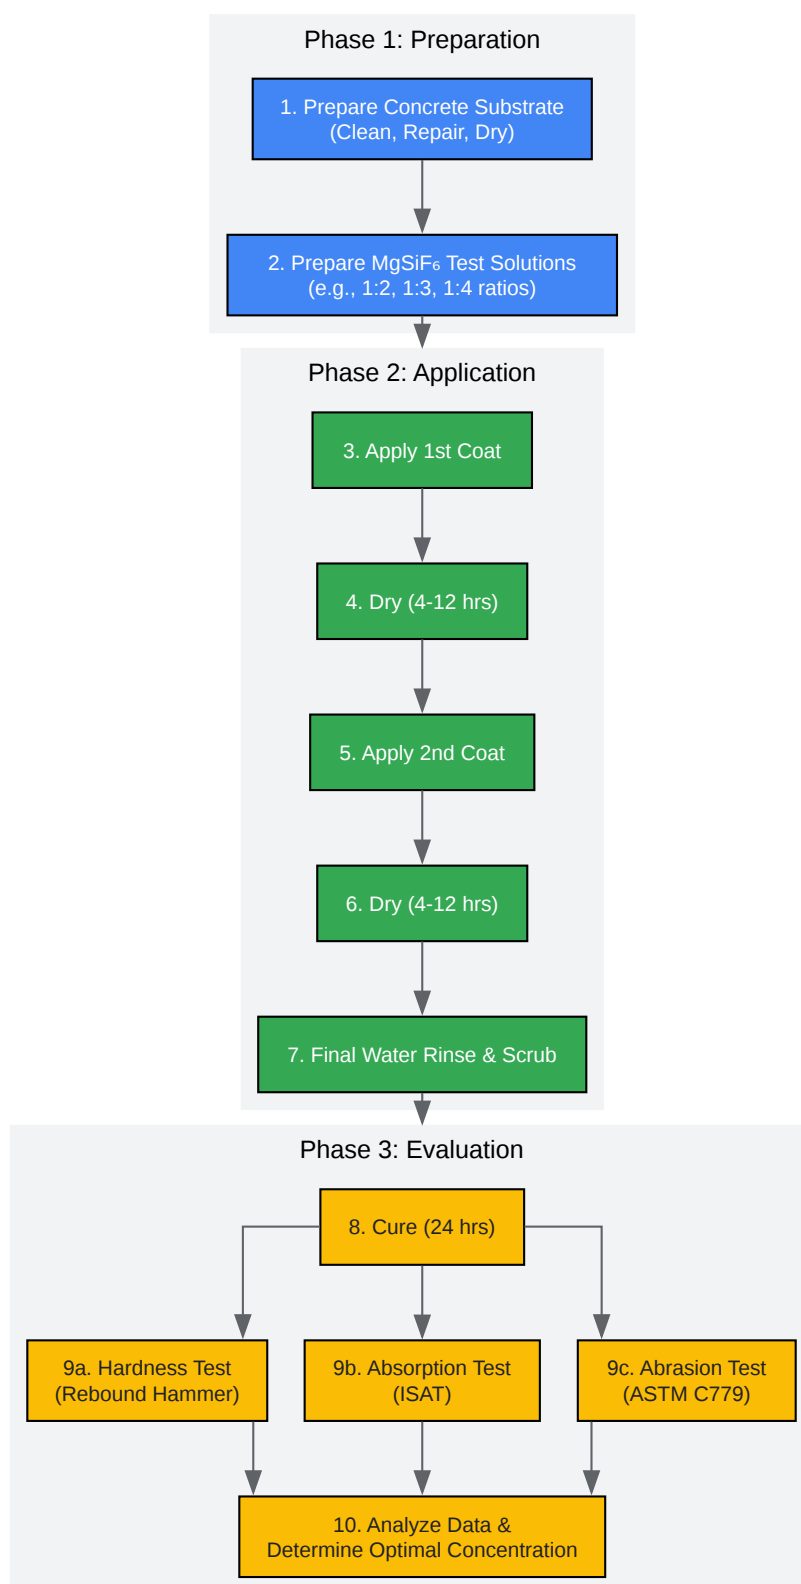 Phase 1: Preparation
1. Prepare Concrete Substrate
(Clean, Repair, Dry)
2. Prepare MgSiF₆ Test Solutions
(e.g., 1:2, 1:3, 1:4 ratios)
Phase 2: Application
3. Apply 1st Coat
4. Dry (4-12 hrs)
5. Apply 2nd Coat
6. Dry (4-12 hrs)
7. Final Water Rinse & Scrub
Phase 3: Evaluation
8. Cure (24 hrs)
9a. Hardness Test
(Rebound Hammer)
9b. Absorption Test
(ISAT)
9c. Abrasion Test
(ASTM C779)
10. Analyze Data &
Determine Optimal Concentration